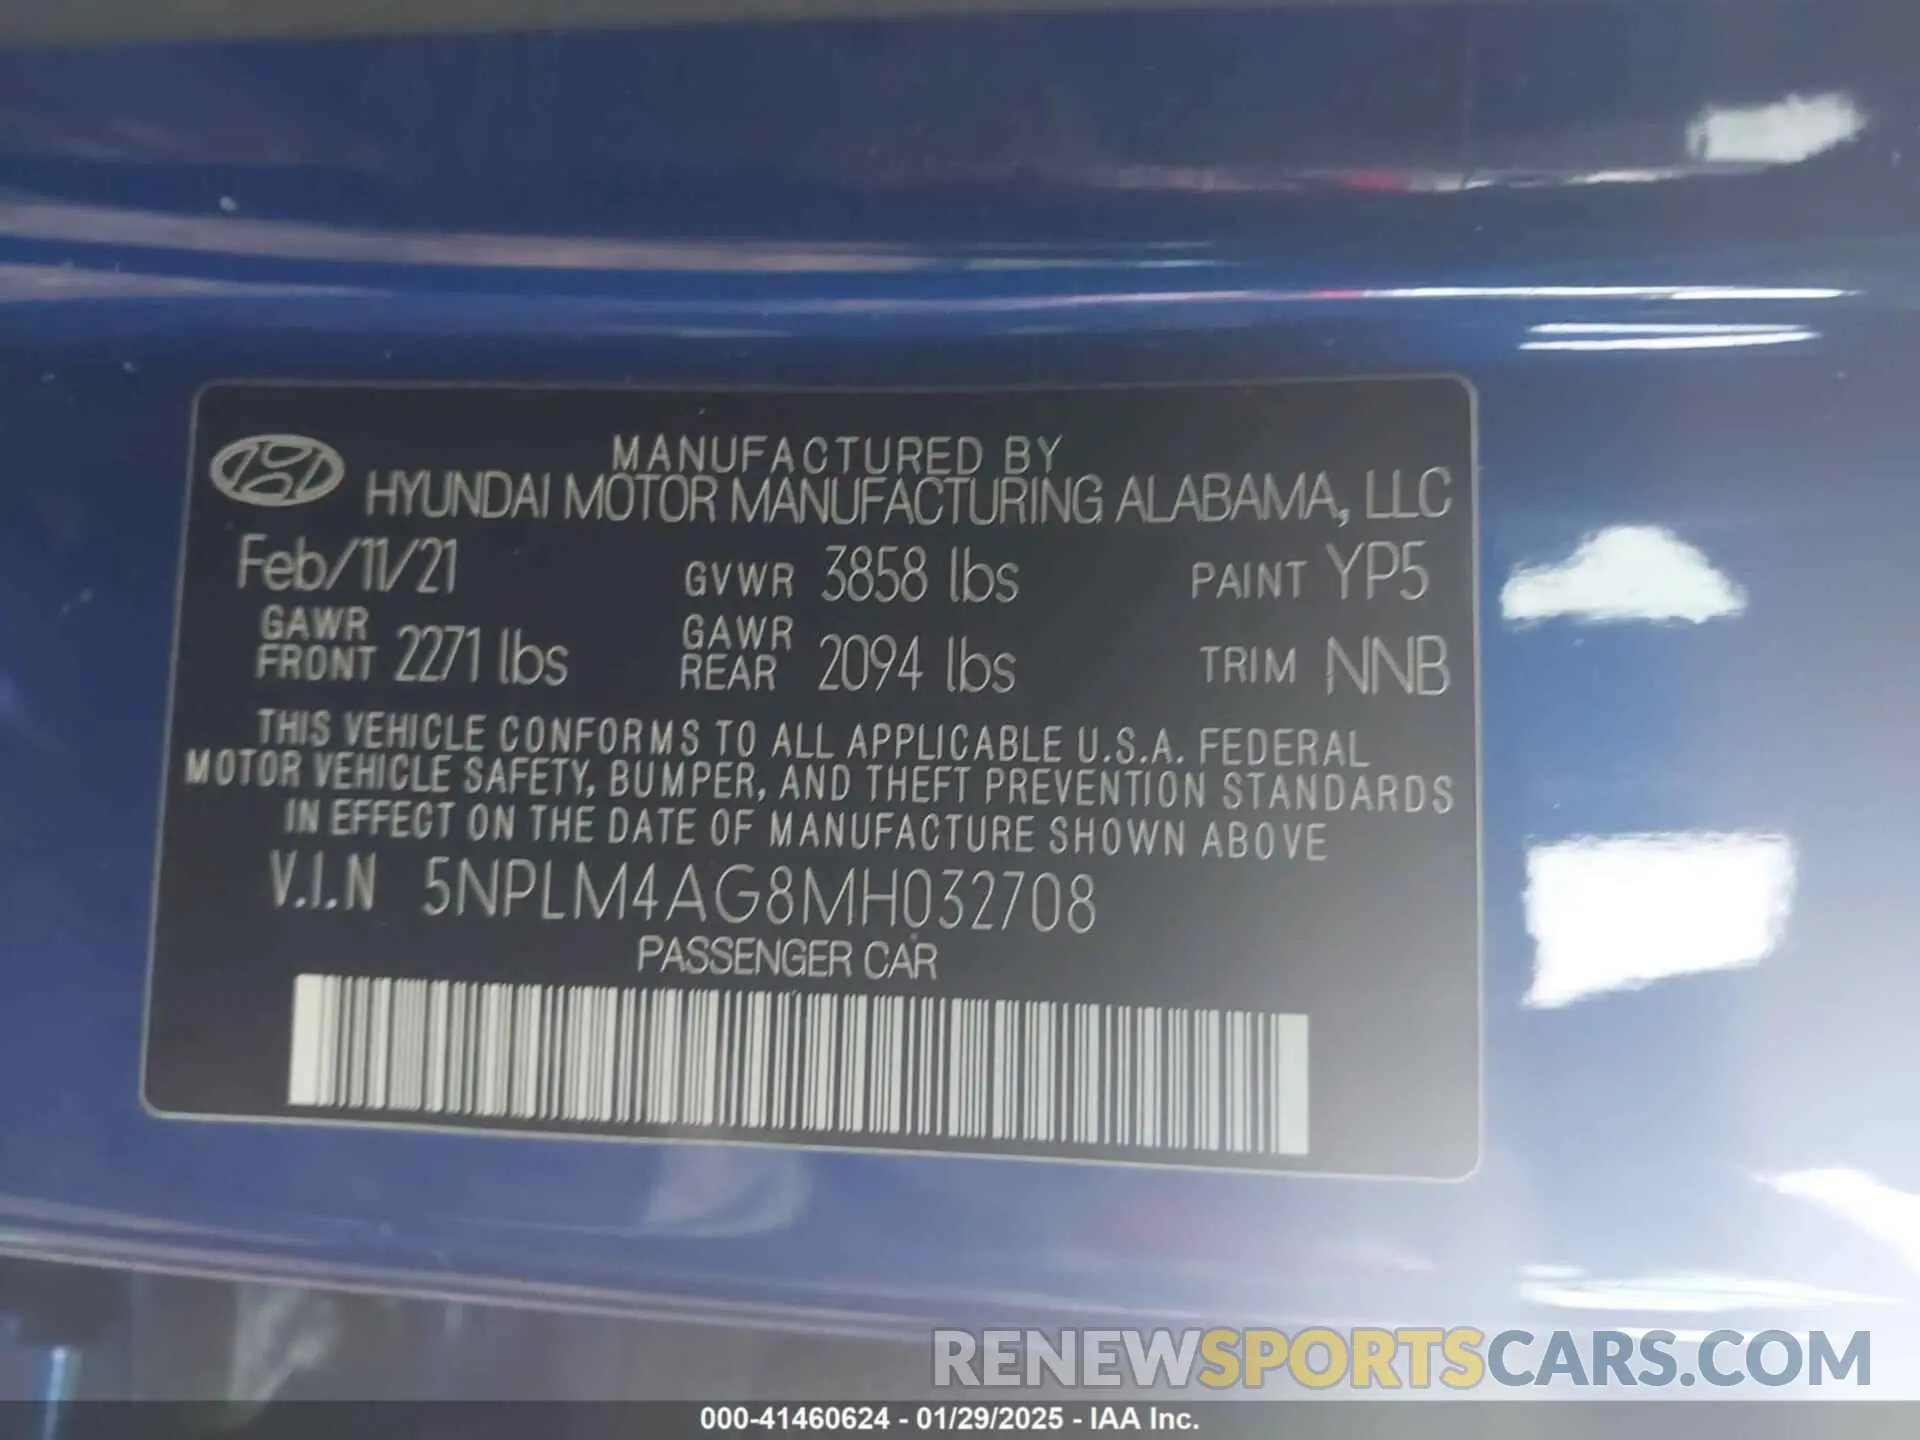 MANUFACTURED BY
HYUNDAI MOTOR MANUFACTURING ALABAMA, LLC
Feb/11/21 GVWR 3858 lbs PAINT YP5
GAWR FRONT 2271 lbs GAWR REAR 2094 lbs TRIM NNB
THIS VEHICLE CONFORMS TO ALL APPLICABLE U.S.A. FEDERAL
MOTOR VEHICLE SAFETY, BUMPER, AND THEFT PREVENTION STANDARDS
IN EFFECT ON THE DATE OF MANUFACTURE SHOWN ABOVE
V.I.N 5NPLM4AG8MH032708
PASSENGER CAR
RENEWSPORTSCARS.COM
000-41460624 - 01/29/2025 - IAA Inc.